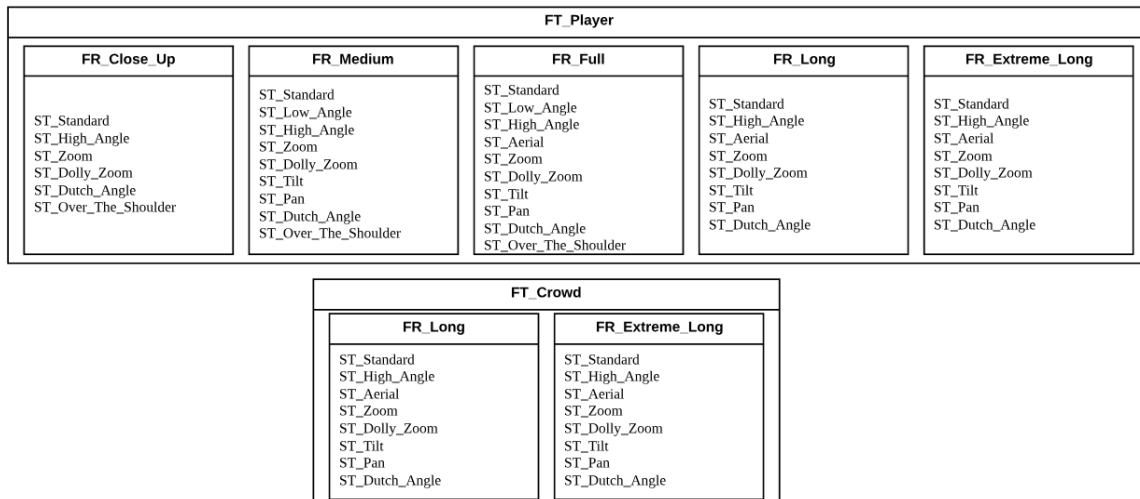 FT_Player
FR_Close_Up
ST_Standard
ST_High_Angle
ST_Zoom
ST_Dolly_Zoom
ST_Dutch_Angle
ST_Over_The_Shoulder
FR_Medium
ST_Standard
ST_Low_Angle
ST_High_Angle
ST_Zoom
ST_Dolly_Zoom
ST_Tilt
ST_Pan
ST_Dutch_Angle
ST_Over_The_Shoulder
FR_Full
ST_Standard
ST_Low_Angle
ST_High_Angle
ST_Aerial
ST_Zoom
ST_Dolly_Zoom
ST_Tilt
ST_Pan
ST_Dutch_Angle
ST_Over_The_Shoulder
FR_Long
ST_Standard
ST_High_Angle
ST_Aerial
ST_Zoom
ST_Dolly_Zoom
ST_Tilt
ST_Pan
ST_Dutch_Angle
FR_Extreme_Long
ST_Standard
ST_High_Angle
ST_Aerial
ST_Zoom
ST_Dolly_Zoom
ST_Tilt
ST_Pan
ST_Dutch_Angle
FT_Crowd
FR_Long
ST_Standard
ST_High_Angle
ST_Aerial
ST_Zoom
ST_Dolly_Zoom
ST_Tilt
ST_Pan
ST_Dutch_Angle
FR_Extreme_Long
ST_Standard
ST_High_Angle
ST_Aerial
ST_Zoom
ST_Dolly_Zoom
ST_Tilt
ST_Pan
ST_Dutch_Angle